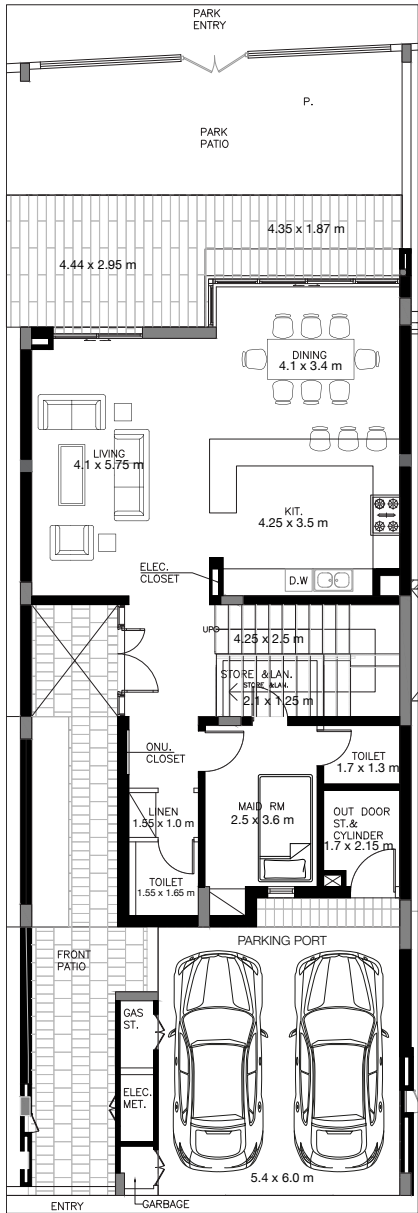 PARK
ENTRY
P.
PARK
PATIO
4.35 x 1.87 m
4.44 x 2.95 m
DINING
4.1 x 3.4 m
LIVING
4.1 x 5.75 m
KIT.
4.25 x 3.5 m
ELEC.
CLOSET
D.W
UP
4.25 x 2.5 m
STORE &LAN.
STORE &LAN.
2.1 x 1.25 m
ONU.
CLOSET
TOILET
1.7 x 1.3 m
LINEN
1.55 x 1.0 m
MAID RM
2.5 x 3.6 m
OUT DOOR
ST.&
CYLINDER
1.7 x 2.15 m
TOILET
1.55 x 1.65 m
PARKING PORT
FRONT
PATIO
GAS
ST.
ELEC.
MET.
5.4 x 6.0 m
ENTRY
GARBAGE